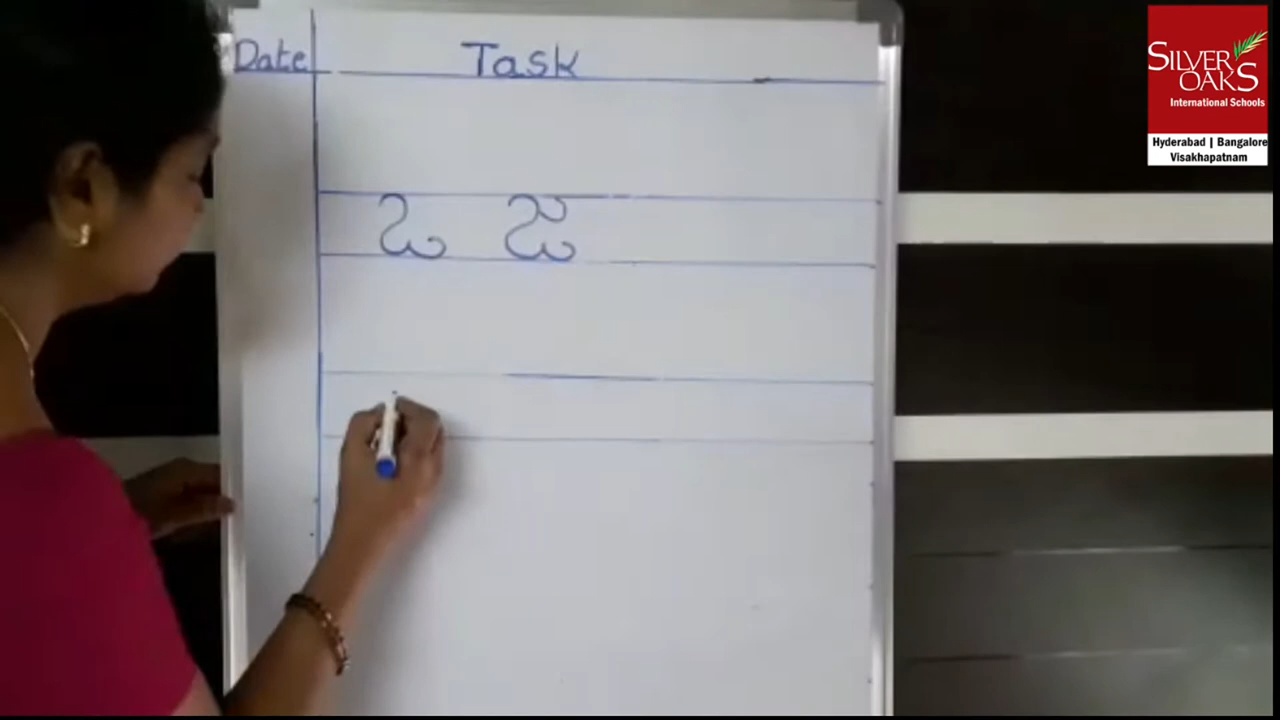 Date Task
ఒ ఓ
SILVER OAKS
International Schools
Hyderabad | Bangalore
Visakhapatnam